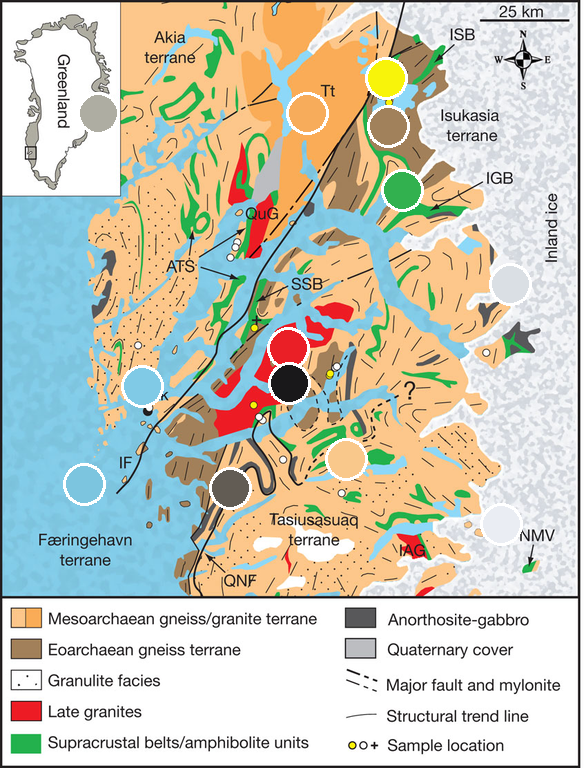 25 km
N
W E
S
Greenland
Akia
terrane
ISB
Tt
Isukasia
terrane
IGB
QuG
Inland ice
ATS
SSB
?
K
IF
Færingehavn
terrane
Tasiusasuaq
terrane
IAG
NMV
QNF
Mesoarchaean gneiss/granite terrane
Eoarchaean gneiss terrane
Granulite facies
Late granites
Supracrustal belts/amphibolite units
Anorthosite-gabbro
Quaternary cover
Major fault and mylonite
Structural trend line
Sample location